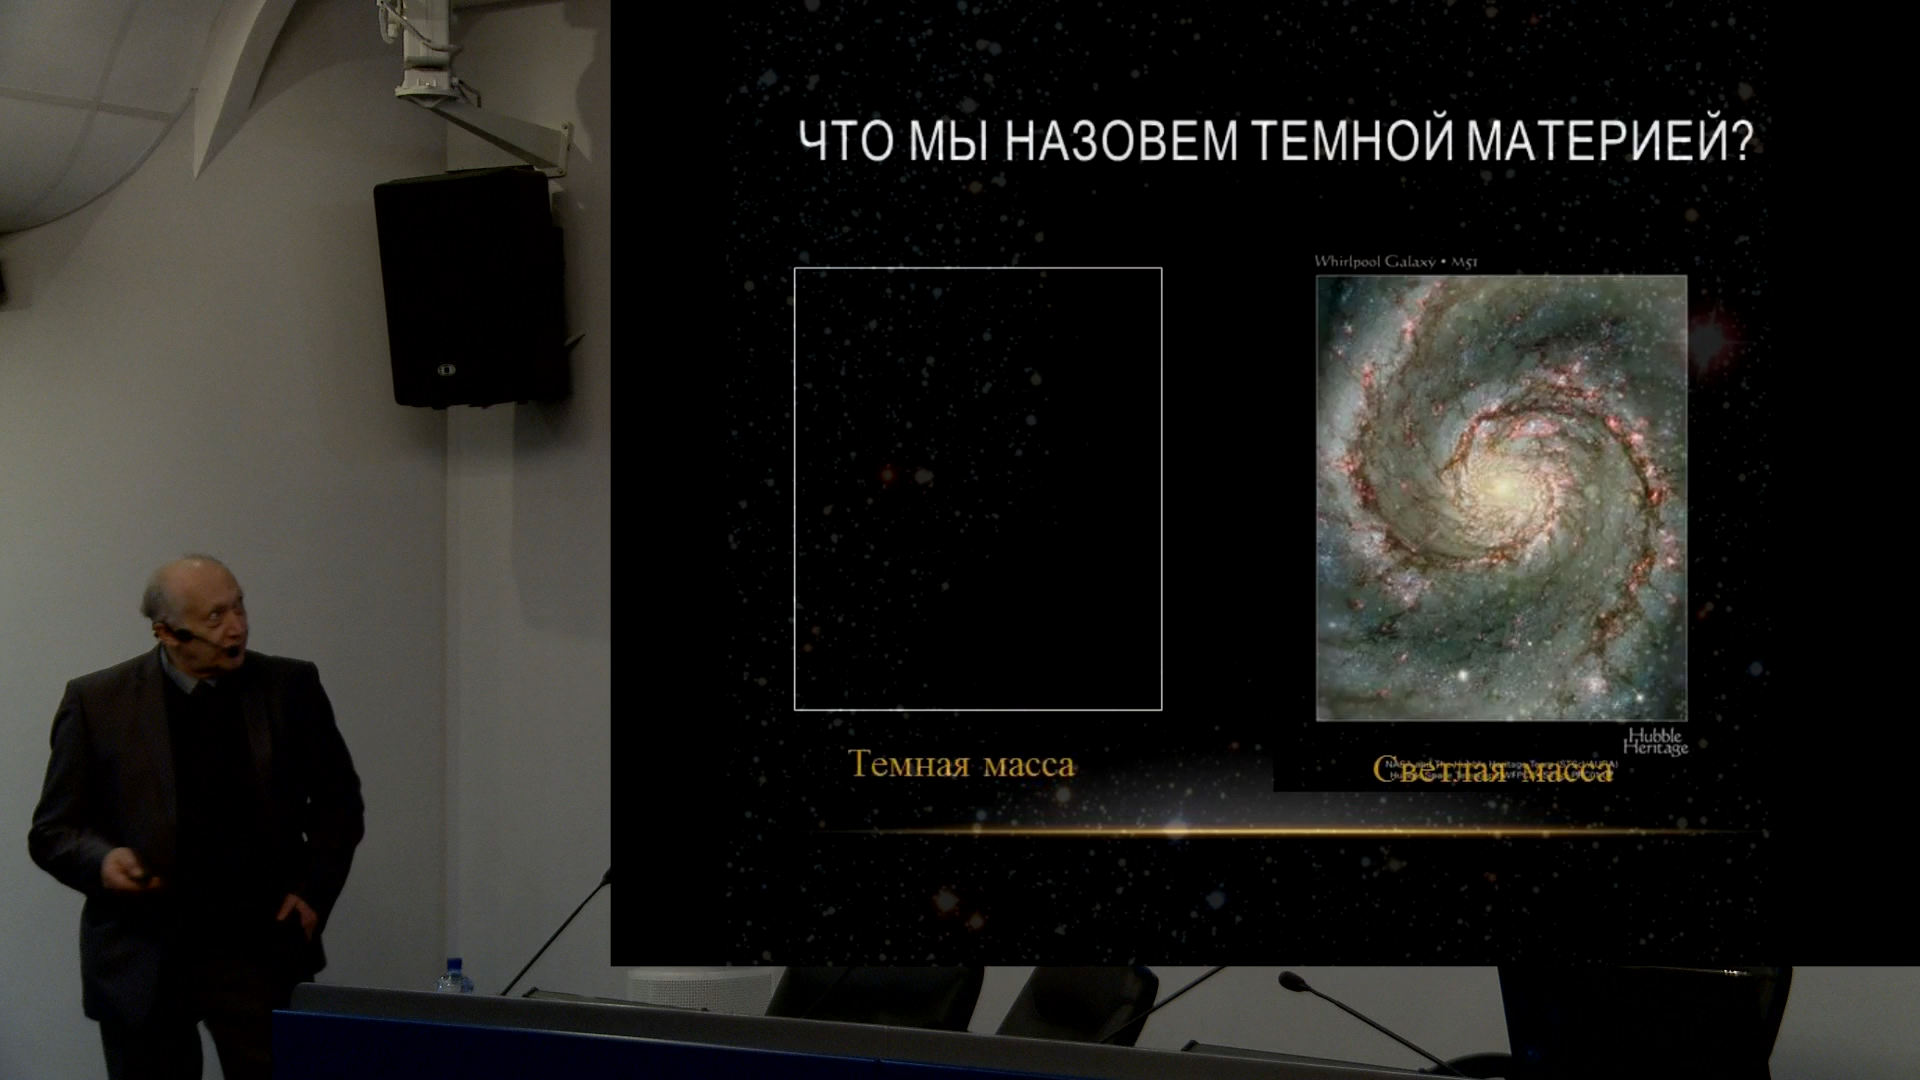 ЧТО МЫ НАЗОВЕМ ТЕМНОЙ МАТЕРИЕЙ?
Whirlpool Galaxy • M51
Hubble
Heritage
Темная масса
Светлая масса